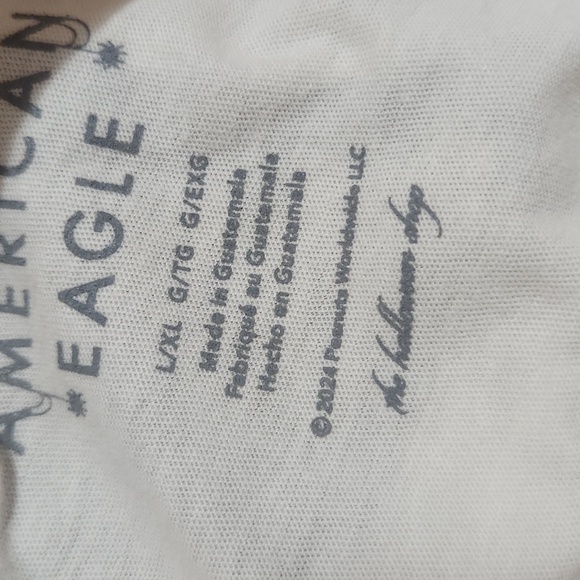 AMERICAN
*EAGLE*
L/XL G/TG G/EXG
Made in Guatemala
Fabriqué au Guatemala
Hecho en Guatemala
©2024 Peanuts Worldwide LLC
the halloween shop